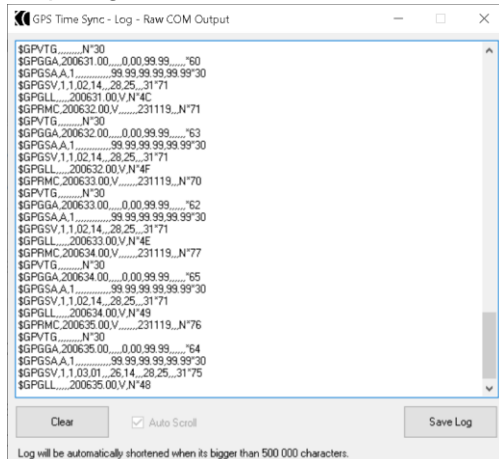 GPS Time Sync - Log - Raw COM Output
$GPVTG,,,,,,,,,N*30
$GPGGA,200631.00,,,,,0,00,99.99,,,,,,*60
$GPGSA,A,1,,,,,,,,,,,,,99.99,99.99,99.99*30
$GPGSV,1,1,02,14,,,28,25,,,31*71
$GPGLL,,,,,200631.00,V,N*4C
$GPRMC,200632.00,V,,,,,,,231119,,,N*71
$GPVTG,,,,,,,,,N*30
$GPGGA,200632.00,,,,,0,00,99.99,,,,,,*63
$GPGSA,A,1,,,,,,,,,,,,,99.99,99.99,99.99*30
$GPGSV,1,1,02,14,,,28,25,,,31*71
$GPGLL,,,,,200632.00,V,N*4F
$GPRMC,200633.00,V,,,,,,,231119,,,N*70
$GPVTG,,,,,,,,,N*30
$GPGGA,200633.00,,,,,0,00,99.99,,,,,,*62
$GPGSA,A,1,,,,,,,,,,,,,99.99,99.99,99.99*30
$GPGSV,1,1,02,14,,,28,25,,,31*71
$GPGLL,,,,,200633.00,V,N*4E
$GPRMC,200634.00,V,,,,,,,231119,,,N*77
$GPVTG,,,,,,,,,N*30
$GPGGA,200634.00,,,,,0,00,99.99,,,,,,*65
$GPGSA,A,1,,,,,,,,,,,,,99.99,99.99,99.99*30
$GPGSV,1,1,02,14,,,28,25,,,31*71
$GPGLL,,,,,200634.00,V,N*49
$GPRMC,200635.00,V,,,,,,,231119,,,N*76
$GPVTG,,,,,,,,,N*30
$GPGGA,200635.00,,,,,0,00,99.99,,,,,,*64
$GPGSA,A,1,,,,,,,,,,,,,99.99,99.99,99.99*30
$GPGSV,1,1,03,01,,,26,14,,,28,25,,,31*75
$GPGLL,,,,,200635.00,V,N*48
Clear
Auto Scroll
Save Log
Log will be automatically shortened when its bigger than 500 000 characters.